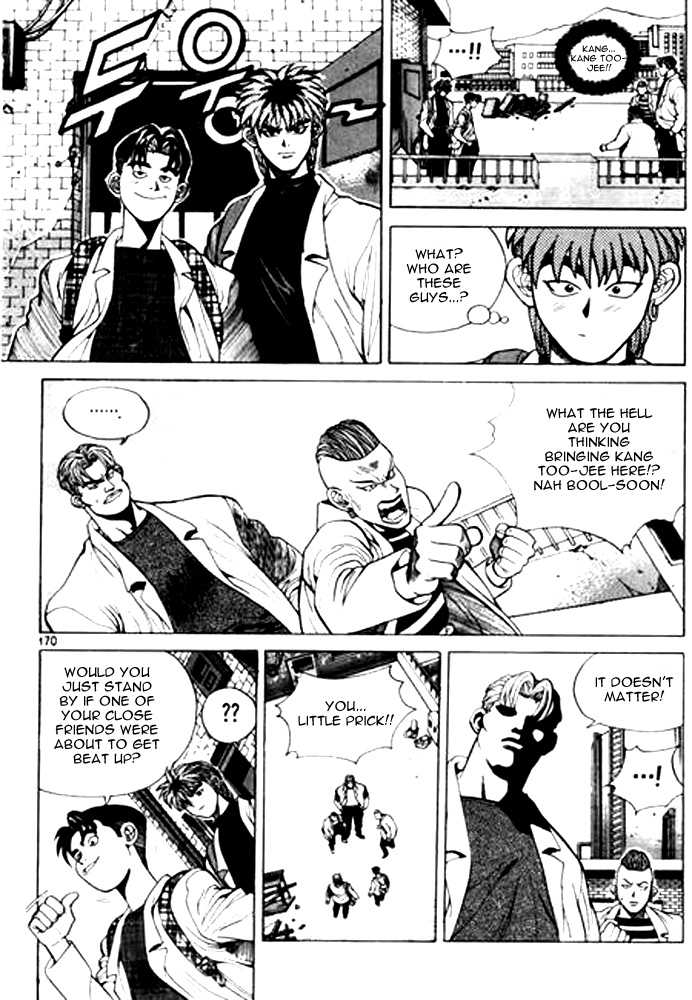 투우~
...!!
KANG...
KANG TOO-
JEE!!
WHAT?
WHO ARE
THESE
GUYS...?
......
WHAT THE HELL
ARE YOU
THINKING
BRINGING KANG
TOO-JEE HERE!?
NAH BOOL-SOON!
170
WOULD YOU
JUST STAND
BY IF ONE OF
YOUR CLOSE
FRIENDS WERE
ABOUT TO GET
BEAT UP?
??
YOU...
LITTLE PRICK!!
IT DOESN'T
MATTER!
...!